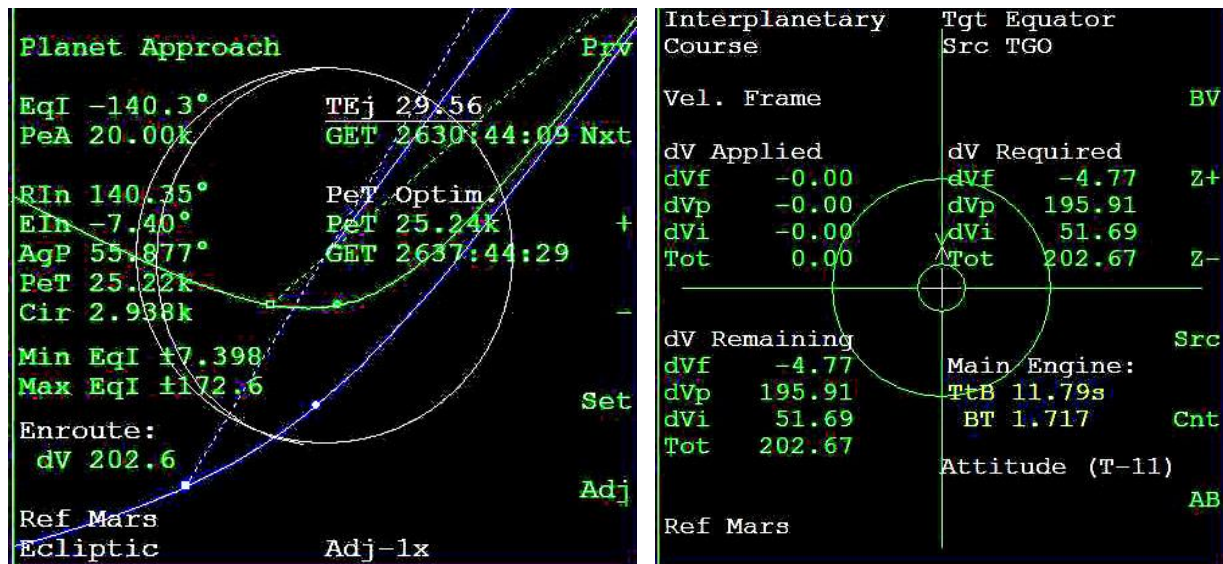 Planet Approach Prv
EqI -140.3° TEj 29.56
PeA 20.00k GET 2630:44:09 Nxt
RIn 140.35° PeT Optim.
EIn -7.40° PeT 25.24k +
AgP 55.877° GET 2637:44:29
PeT 25.22k
Cir 2.938k -
Min EqI ±7.398
Max EqI ±172.6
Set
Enroute:
dV 202.6
Adj
Ref Mars
Ecliptic Adj-1x
Interplanetary Tgt Equator
Course Src TGO
Vel. Frame BV
dV Applied dV Required
dVf -0.00 dVf -4.77 Z+
dVp -0.00 dVp 195.91
dVi -0.00 dVi 51.69
Tot 0.00 Tot 202.67 Z-
dV Remaining Src
dVf -4.77 Main Engine:
dVp 195.91 TtB 11.79s
dVi 51.69 BT 1.717 Cnt
Tot 202.67
Attitude (T-11)
AB
Ref Mars